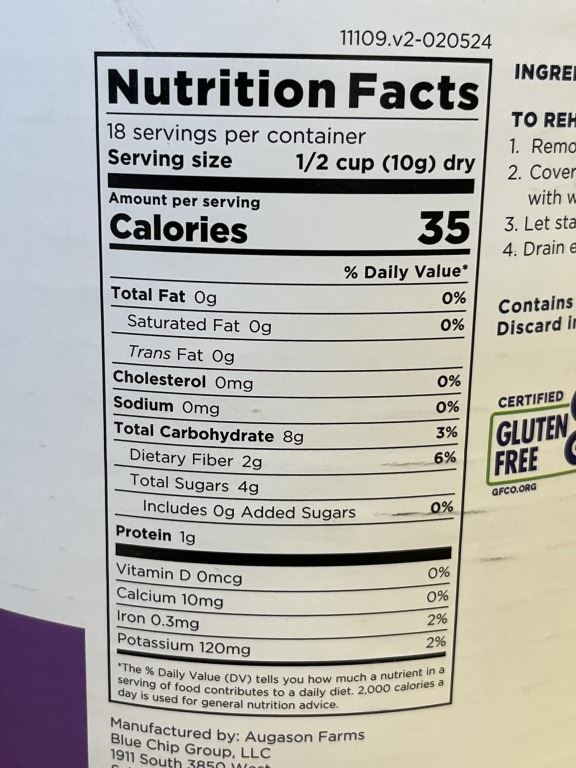 11109.v2-020524
Nutrition Facts
18 servings per container
Serving size 1/2 cup (10g) dry
Amount per serving
Calories 35
% Daily Value*
Total Fat 0g 0%
Saturated Fat 0g 0%
Trans Fat 0g
Cholesterol 0mg 0%
Sodium 0mg 0%
Total Carbohydrate 8g 3%
Dietary Fiber 2g 6%
Total Sugars 4g
Includes 0g Added Sugars 0%
Protein 1g
Vitamin D 0mcg 0%
Calcium 10mg 0%
Iron 0.3mg 2%
Potassium 120mg 2%
*The % Daily Value (DV) tells you how much a nutrient in a
serving of food contributes to a daily diet. 2,000 calories a
day is used for general nutrition advice.
Manufactured by: Augason Farms
Blue Chip Group, LLC
1911 South 3850 West
TO
1.
2. Cover
with
3. Let
4. Drain
Contains
Discard
CERTIFIED
GLUTEN
FREE
GFCO.ORG